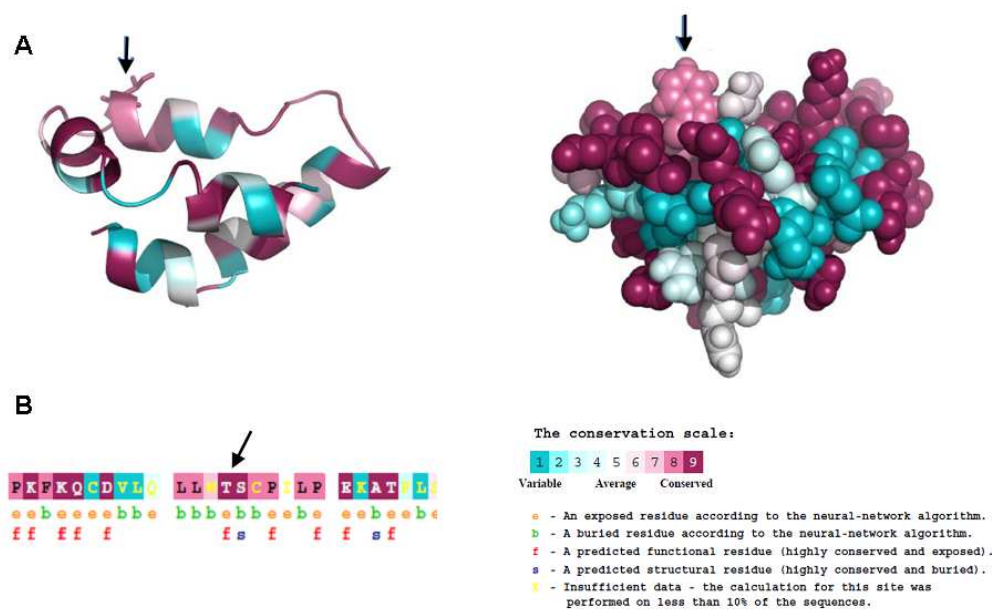 A
B
PKFKQCDVLQ LLNTSCPILP EKATFL
eebeeeebbe bbbebbeebe ebeebbe
ff ff f fs f f f sf
The conservation scale:
1 2 3 4 5 6 7 8 9
Variable Average Conserved
e - An exposed residue according to the neural-network algorithm.
b - A buried residue according to the neural-network algorithm.
f - A predicted functional residue (highly conserved and exposed).
s - A predicted structural residue (highly conserved and buried).
X - Insufficient data - the calculation for this site was
performed on less than 10% of the sequences.